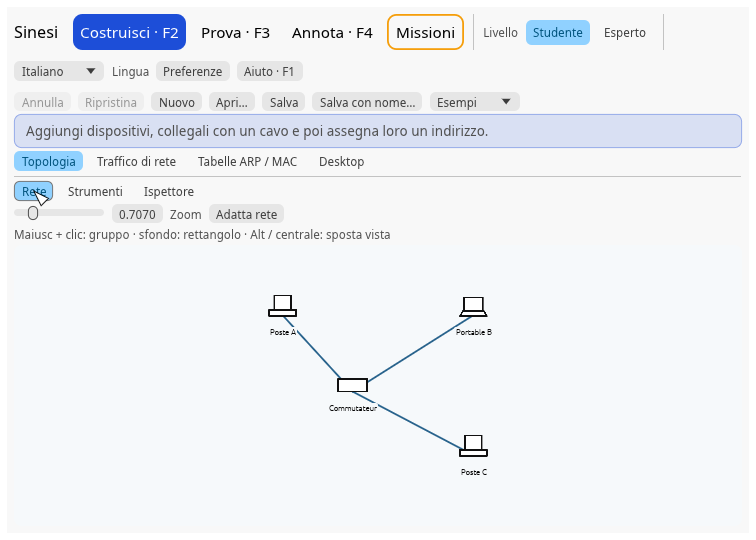 Sinesi Costruisci · F2 Prova · F3 Annota · F4 Missioni Livello Studente Esperto
Italiano Lingua Preferenze Aiuto · F1
Annulla Ripristina Nuovo Apri... Salva Salva con nome... Esempi
Aggiungi dispositivi, collegali con un cavo e poi assegna loro un indirizzo.
Topologia Traffico di rete Tabelle ARP / MAC Desktop
Rete Strumenti Ispettore
0.7070 Zoom Adatta rete
Maiusc + clic: gruppo · sfondo: rettangolo · Alt / centrale: sposta vista
Poste A Portable B
Commutateur
Poste C